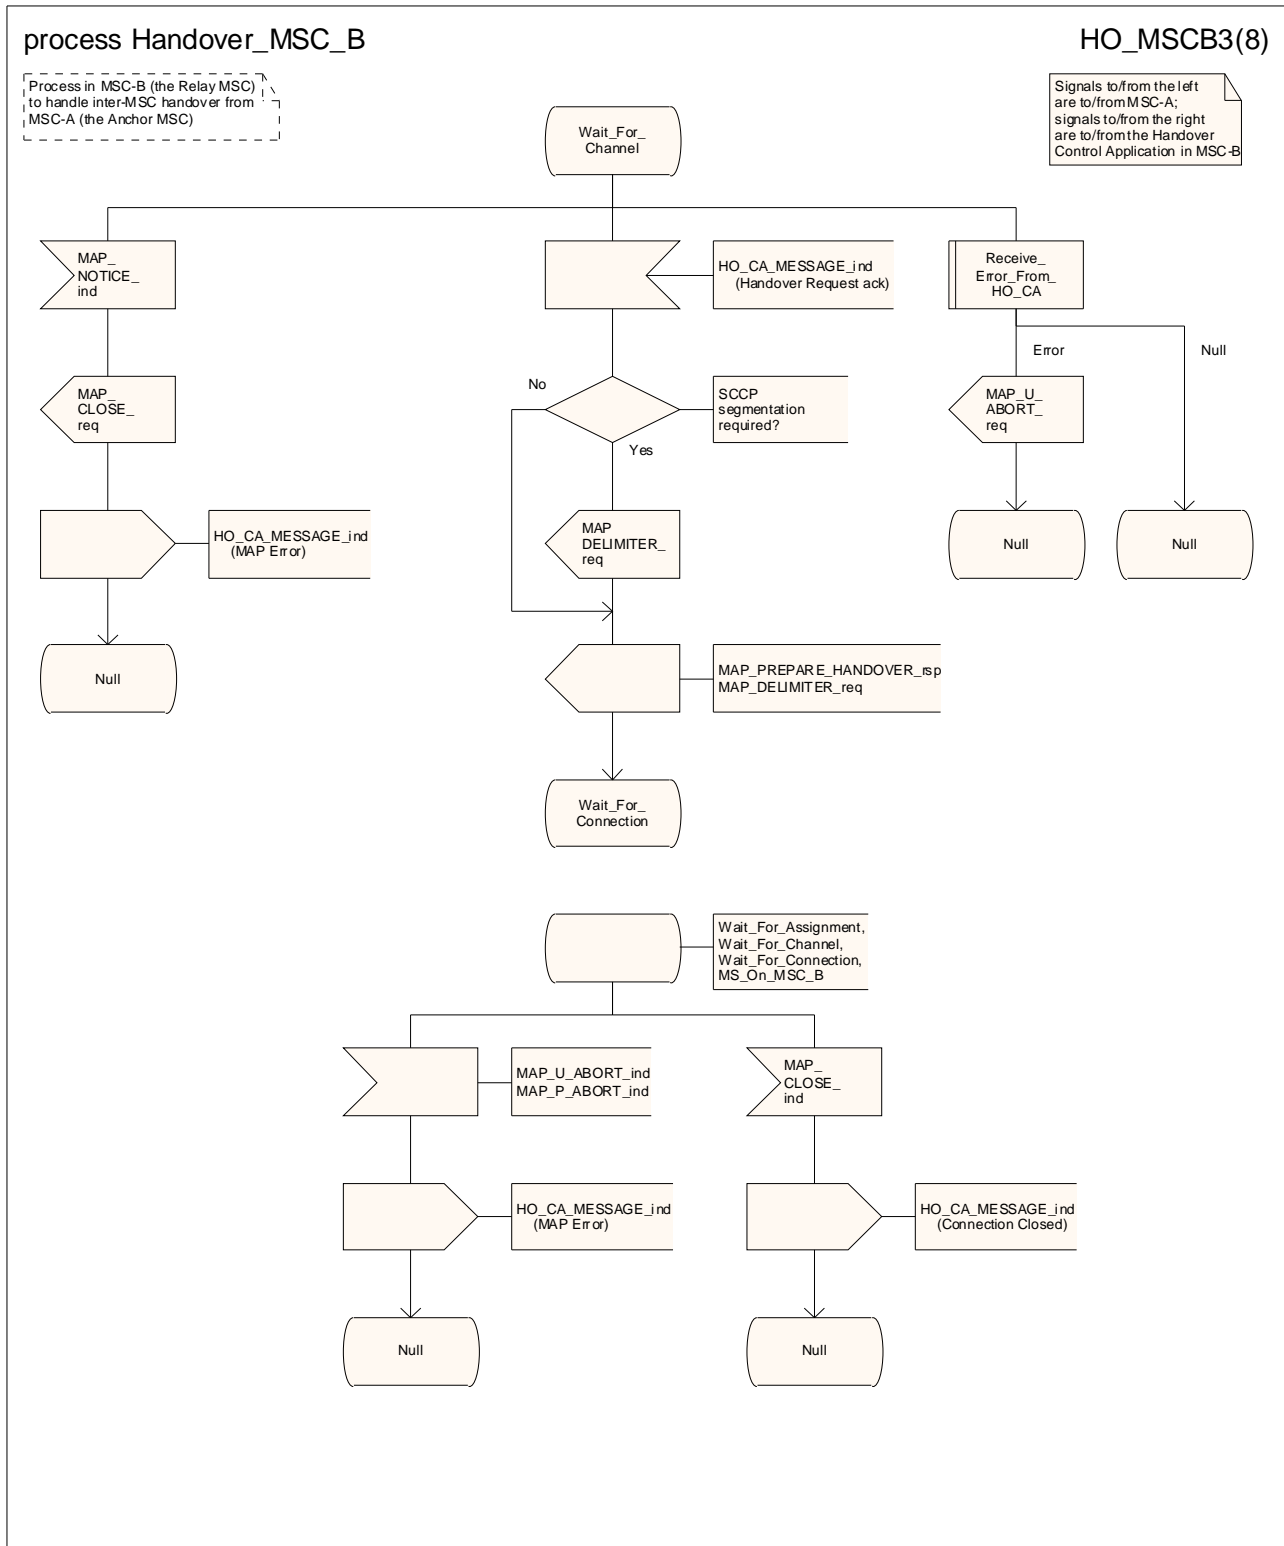 process Handover_MSC_B
HO_MSCB3(8)
Process in MSC-B (the Relay MSC)
to handle inter-MSC handover from
MSC-A (the Anchor MSC)
Signals to/from the left
are to/from MSC-A;
signals to/from the right
are to/from the Handover
Control Application in MSC-B
Wait_For_
Channel
MAP_
NOTICE_
ind
HO_CA_MESSAGE_ind
(Handover Request ack)
Receive_
Error_From_
HO_CA
Error
Null
MAP_
CLOSE_
req
No
SCCP
segmentation
required?
Yes
MAP_U_
ABORT_
req
HO_CA_MESSAGE_ind
(MAP Error)
MAP
DELIMITER_
req
Null
Null
Null
MAP_PREPARE_HANDOVER_rsp
MAP_DELIMITER_req
Wait_For_
Connection
Wait_For_Assignment,
Wait_For_Channel,
Wait_For_Connection,
MS_On_MSC_B
MAP_U_ABORT_ind
MAP_P_ABORT_ind
MAP_
CLOSE_
ind
HO_CA_MESSAGE_ind
(MAP Error)
HO_CA_MESSAGE_ind
(Connection Closed)
Null
Null